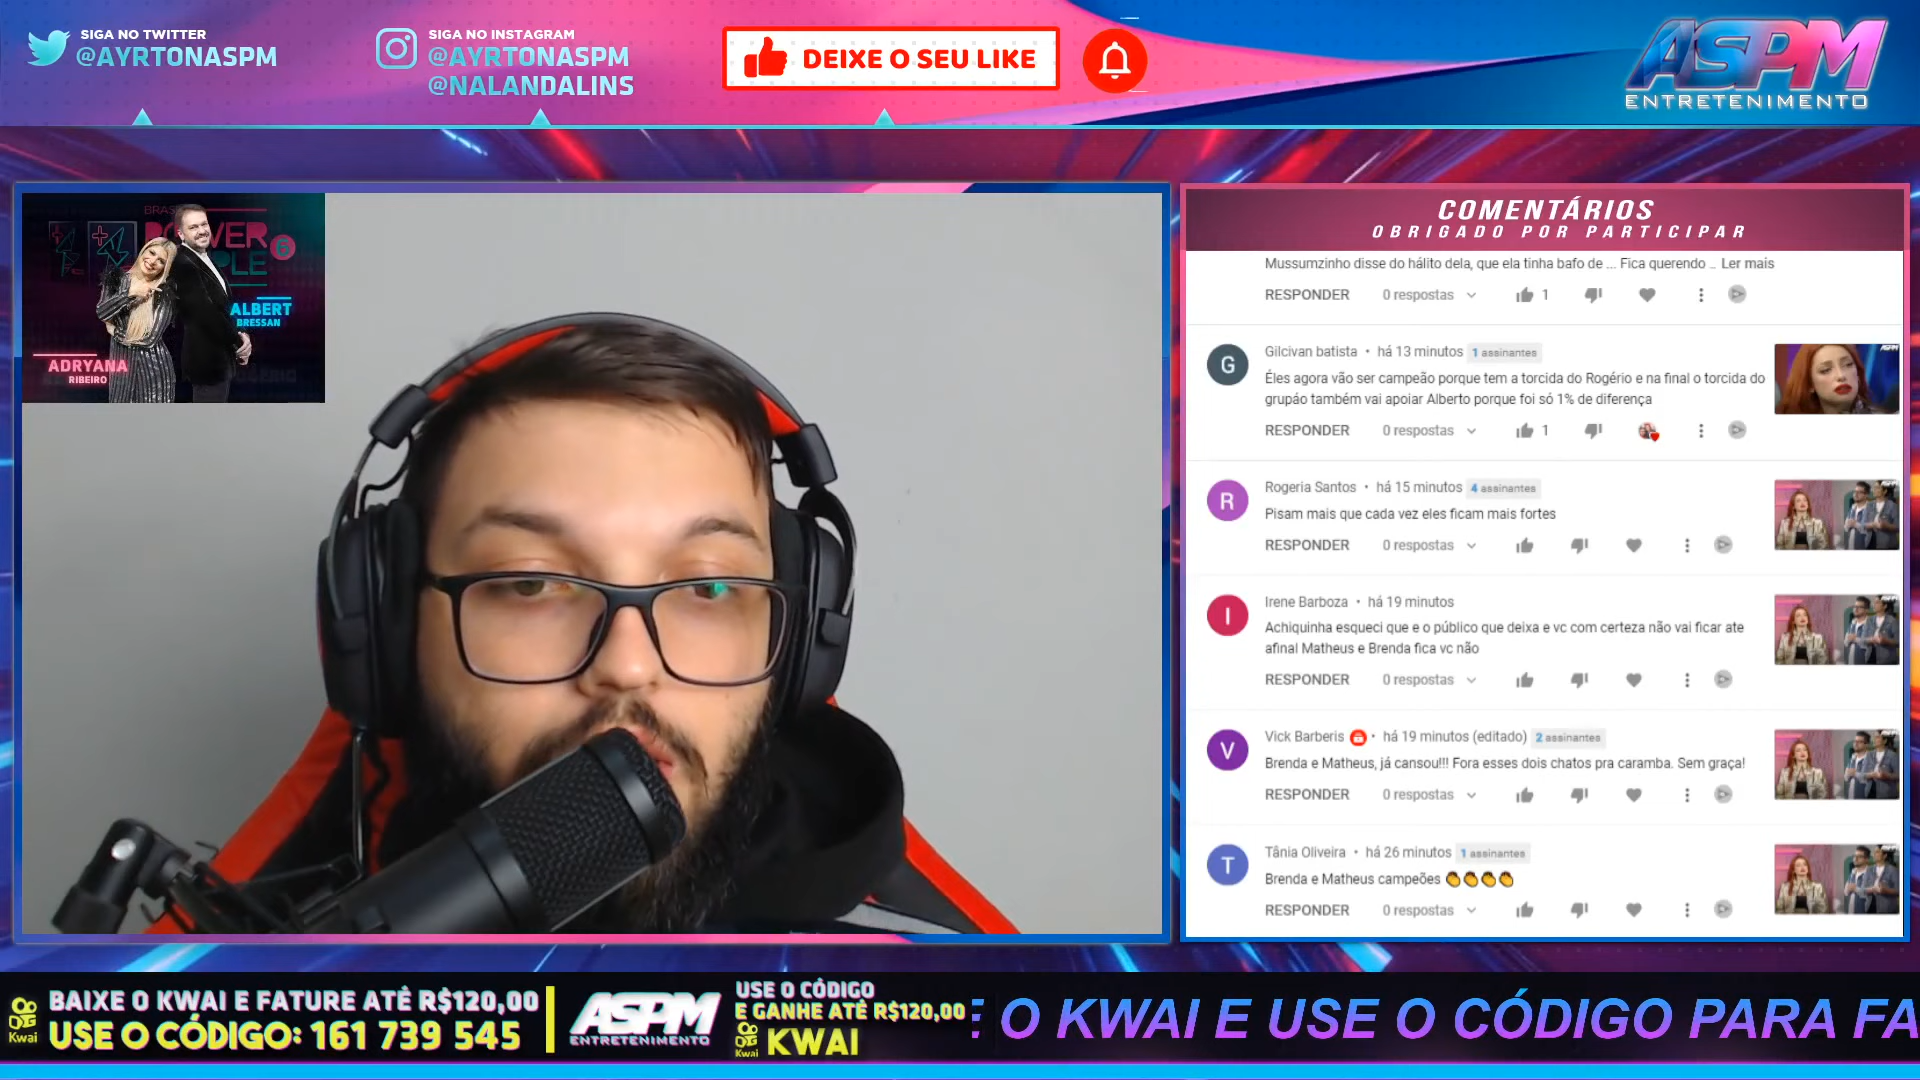 SIGA NO TWITTER
@AYRTONASPM
SIGA NO INSTAGRAM
@AYRTONASPM
@NALANDALINS
DEIXE O SEU LIKE
ASPM
ENTRETENIMENTO
ALBERT
BRESSAN
ADRYANA
RIBEIRO
COMENTÁRIOS
OBRIGADO POR PARTICIPAR
Mussumzinho disse do hálito dela, que ela tinha bafo de ... Fica querendo ... Ler mais
RESPONDER 0 respostas 1
G
Gilcivan batista • há 13 minutos 1 assinantes
Éles agora vão ser campeão porque tem a torcida do Rogério e na final o torcida do
grupáo também vai apoiar Alberto porque foi só 1% de diferença
RESPONDER 0 respostas 1
R
Rogeria Santos • há 15 minutos 4 assinantes
Pisam mais que cada vez eles ficam mais fortes
RESPONDER 0 respostas
I
Irene Barboza • há 19 minutos
Achiquinha esqueci que e o público que deixa e vc com certeza não vai ficar ate
afinal Matheus e Brenda fica vc não
RESPONDER 0 respostas
V
Vick Barberis • há 19 minutos (editado) 2 assinantes
Brenda e Matheus, já cansou!!! Fora esses dois chatos pra caramba. Sem graça!
RESPONDER 0 respostas
T
Tânia Oliveira • há 26 minutos 1 assinantes
Brenda e Matheus campeões 👏👏👏👏
RESPONDER 0 respostas
Kwai
BAIXE O KWAI E FATURE ATÉ R$120,00
USE O CÓDIGO: 161 739 545
ASPM
ENTRETENIMENTO
USE O CÓDIGO
E GANHE ATÉ R$120,00
Kwai
KWAI
O KWAI E USE O CÓDIGO PARA FA